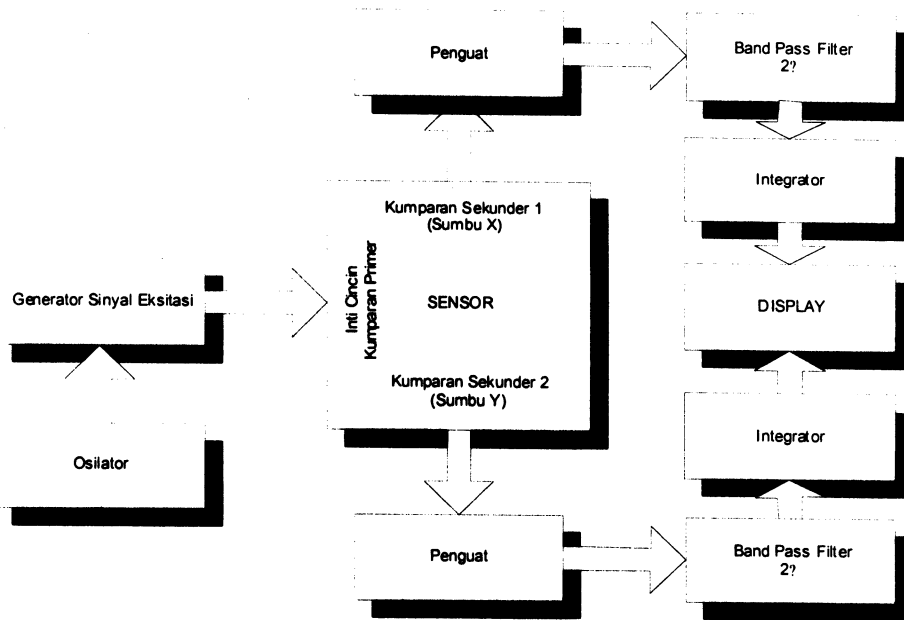 Penguat
Band Pass Filter
2?
Integrator
Kumparan Sekunder 1
(Sumbu X)
Inti Cincin
Kumparan Primer
SENSOR
Generator Sinyal Eksitasi
DISPLAY
Kumparan Sekunder 2
(Sumbu Y)
Integrator
Osilator
Penguat
Band Pass Filter
2?